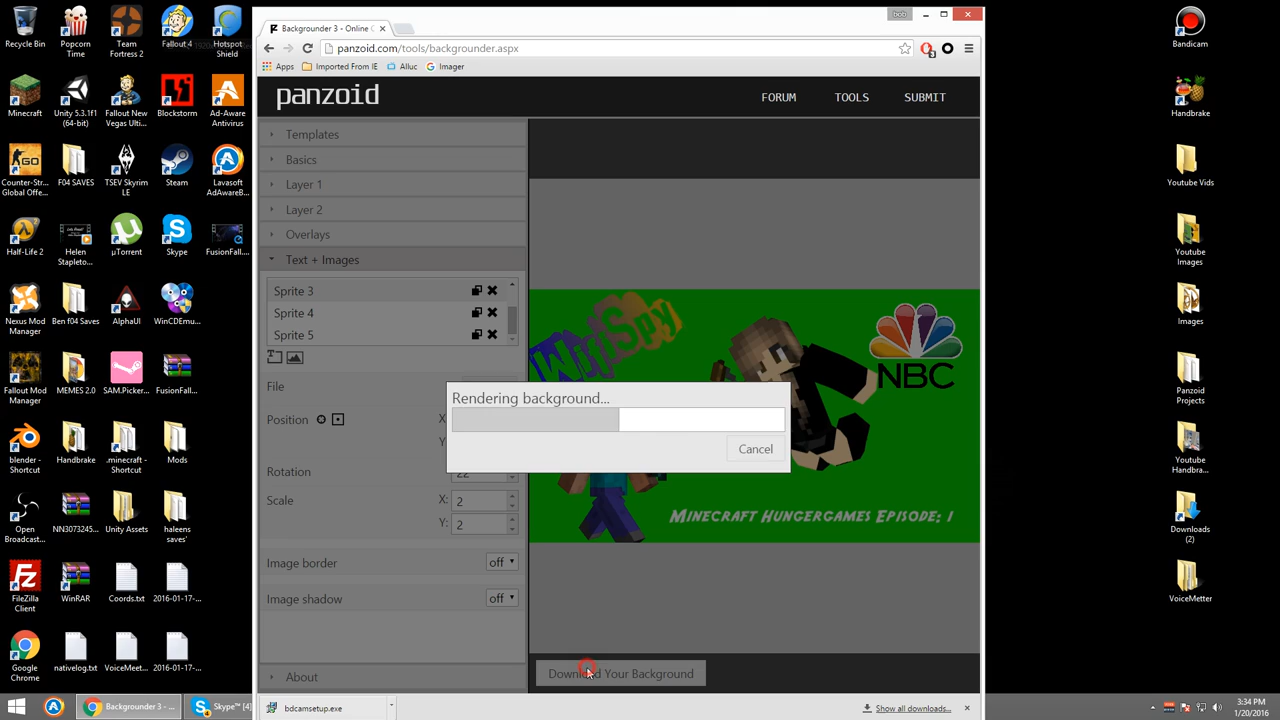 Recycle Bin
Popcorn Time
Team Fortress 2
Fallout 4
Hotspot Shield
Minecraft
Unity 5.3.1f1 (64-bit)
Fallout New Vegas Ulti...
Blockstorm
Ad-Aware Antivirus
Counter-Str... Global Offe...
F04 SAVES
TSEV Skyrim LE
Steam
Lavasoft AdAwareB...
Half-Life 2
Helen Stapleto...
µTorrent
Skype
FusionFall....
Nexus Mod Manager
Ben f04 Saves
AlphaUI
WinCDEmu...
Fallout Mod Manager
MEMES 2.0
SAM.Picker...
FusionFall...
blender - Shortcut
Handbrake
.minecraft - Shortcut
Mods
Open Broadcast...
NN3073245...
Unity Assets
haleens saves'
FileZilla Client
WinRAR
Coords.txt
2016-01-17-...
Google Chrome
nativelog.txt
VoiceMeet...
2016-01-17-...
2016-01-17-...
bob
Backgrounder 3 - Online C
panzoid.com/tools/backgrounder.aspx
Apps
Imported From IE
Alluc
Imager
panzoid
FORUM
TOOLS
SUBMIT
Templates
Basics
Layer 1
Layer 2
Overlays
Text + Images
Sprite 3
Sprite 4
Sprite 5
File
Position
X
Y:
Rotation
22
Scale
X: 2
Y: 2
Image border
off
Image shadow
off
About
WiffSpy
NBC
Minecraft Hungergames Episode: 1
Rendering background...
Cancel
Download Your Background
bdcamsetup.exe
Show all downloads...
Bandicam
Handbrake
Youtube Vids
Youtube Images
Images
Panzoid Projects
Youtube Handbra...
Downloads (2)
VoiceMetter
Backgrounder 3 - ...
Skype™ [4]
3:34 PM
1/20/2016